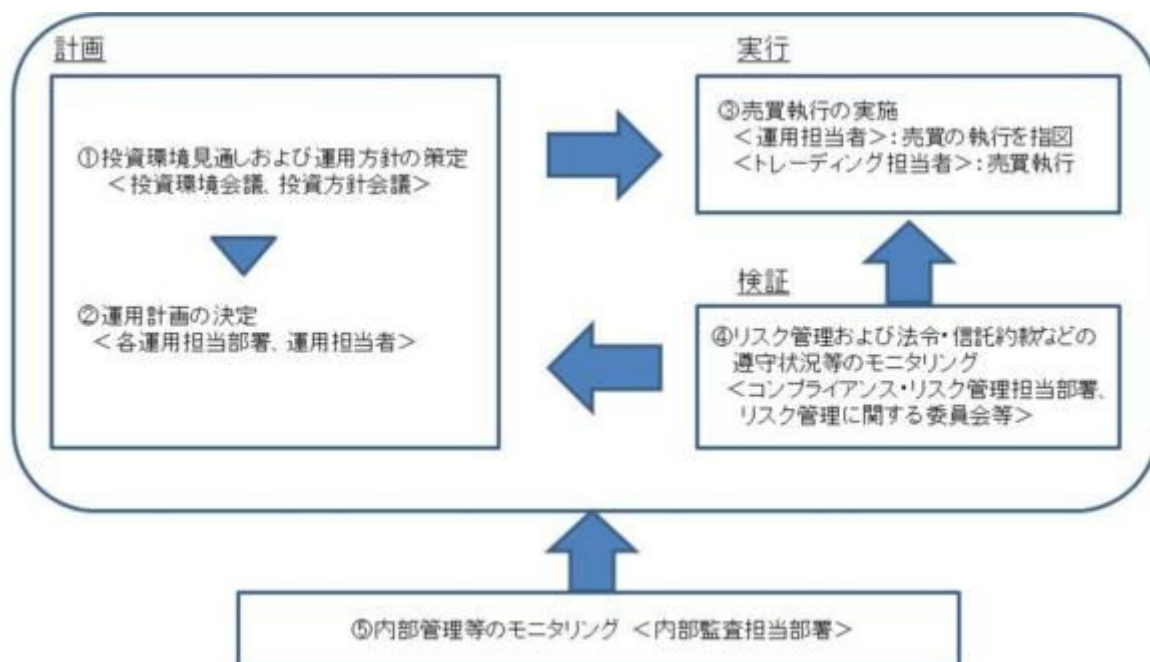 計画
①投資環境見通しおよび運用方針の策定
＜投資環境会議、投資方針会議＞
②運用計画の決定
＜各運用担当部署、運用担当者＞
実行
③売買執行の実施
＜運用担当者＞：売買の執行を指図
＜トレーディング担当者＞：売買執行
検証
④リスク管理および法令・信託約款などの
遵守状況等のモニタリング
＜コンプライアンス・リスク管理担当部署、
リスク管理に関する委員会等＞
⑤内部管理等のモニタリング ＜内部監査担当部署＞